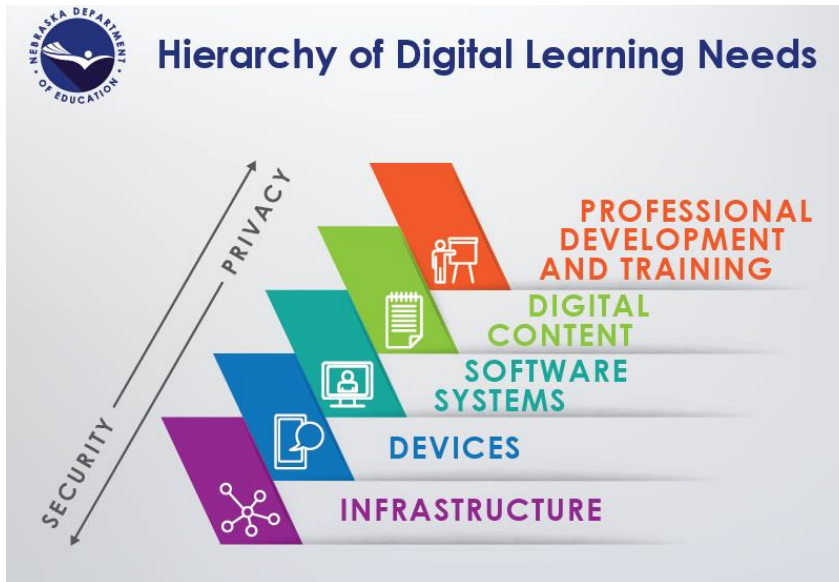 NEBRASKA DEPARTMENT
OF EDUCATION
Hierarchy of Digital Learning Needs
PRIVACY
SECURITY
PROFESSIONAL
DEVELOPMENT
AND TRAINING
DIGITAL
CONTENT
SOFTWARE
SYSTEMS
DEVICES
INFRASTRUCTURE